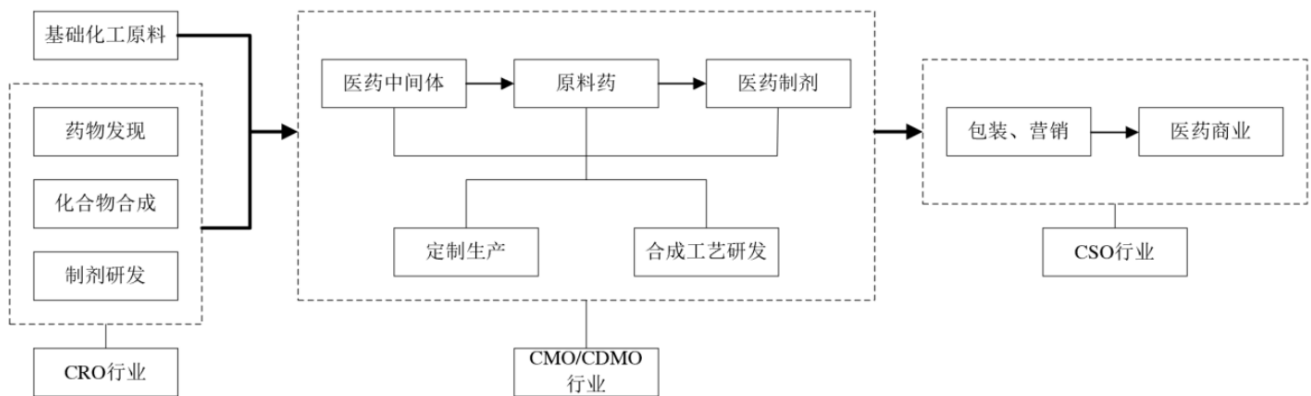 基础化工原料
药物发现
化合物合成
制剂研发
CRO行业
医药中间体
原料药
医药制剂
定制生产
合成工艺研发
CMO/CDMO
行业
包装、营销
医药商业
CSO行业